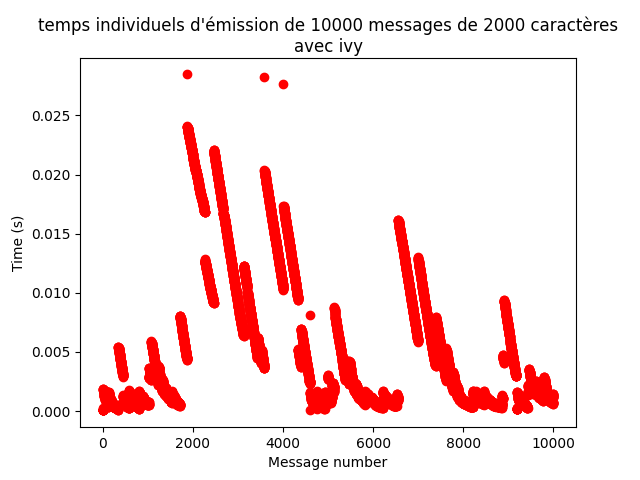 temps individuels d'émission de 10000 messages de 2000 caractères
avec ivy
0.025
0.020
0.015
0.010
0.005
0.000
Time (s)
0 2000 4000 6000 8000 10000
Message number